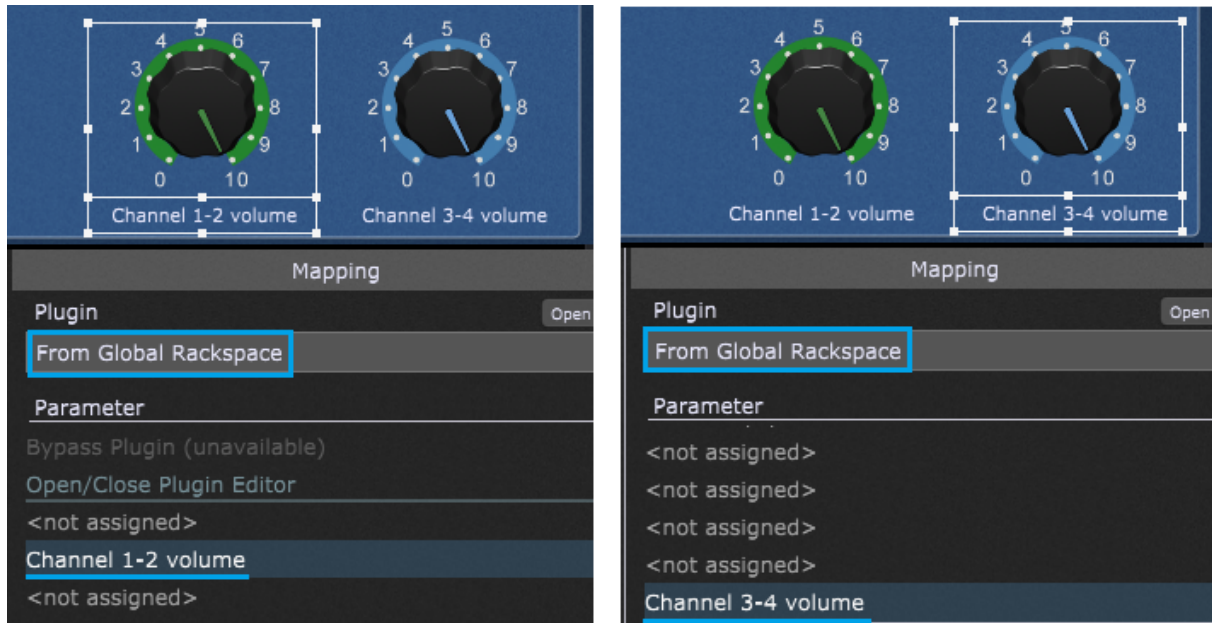 4 5 6
3 7
2 8
1 9
0 10
Channel 1-2 volume
4 5 6
3 7
2 8
1 9
0 10
Channel 3-4 volume
Mapping
Plugin
Open
From Global Rackspace
Parameter
Bypass Plugin (unavailable)
Open/Close Plugin Editor
<not assigned>
Channel 1-2 volume
<not assigned>
4 5 6
3 7
2 8
1 9
0 10
Channel 1-2 volume
4 5 6
3 7
2 8
1 9
0 10
Channel 3-4 volume
Mapping
Plugin
Open
From Global Rackspace
Parameter
<not assigned>
<not assigned>
<not assigned>
<not assigned>
Channel 3-4 volume